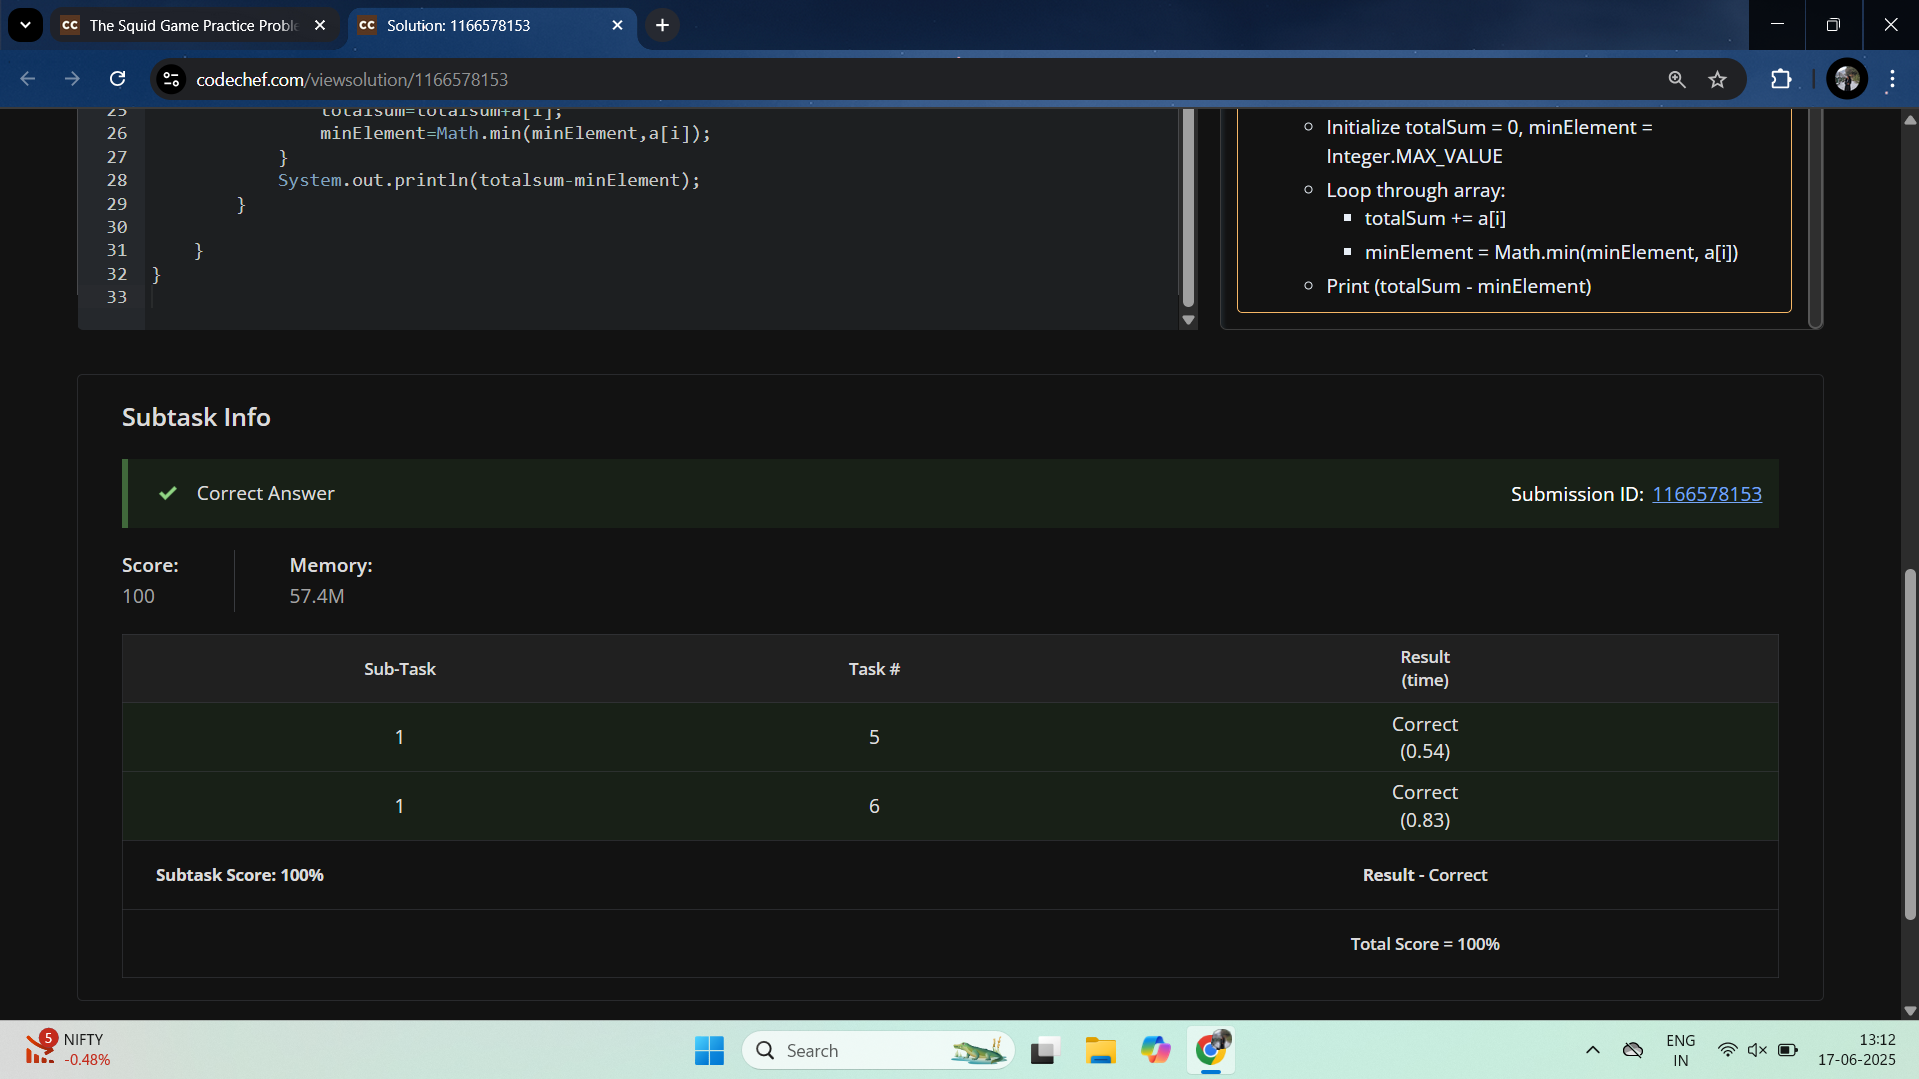 The Squid Game Practice Proble
Solution: 1166578153
codechef.com/viewsolution/1166578153
25 totalsum=totalsum+a[i];
26 minElement=Math.min(minElement,a[i]);
27 }
28 System.out.println(totalsum-minElement);
29 }
30
31 }
32 }
33
Initialize totalSum = 0, minElement =
Integer.MAX_VALUE
Loop through array:
totalSum += a[i]
minElement = Math.min(minElement, a[i])
Print (totalSum - minElement)
Subtask Info
Correct Answer
Submission ID: 1166578153
Score:
100
Memory:
57.4M
Sub-Task Task # Result
(time)
1 5 Correct
(0.54)
1 6 Correct
(0.83)
Subtask Score: 100% Result - Correct
Total Score = 100%
5
NIFTY
-0.48%
Search
ENG
IN
13:12
17-06-2025